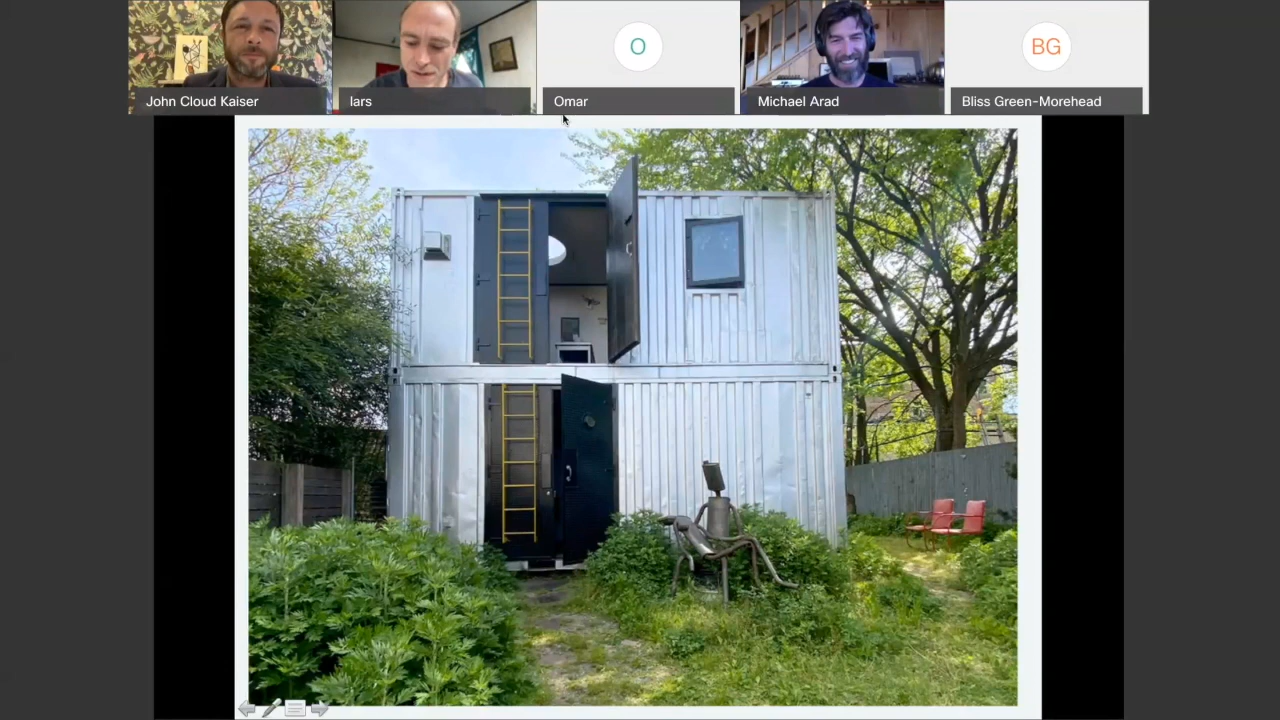 O
BG
John Cloud Kaiser
lars
Omar
Michael Arad
Bliss Green-Morehead